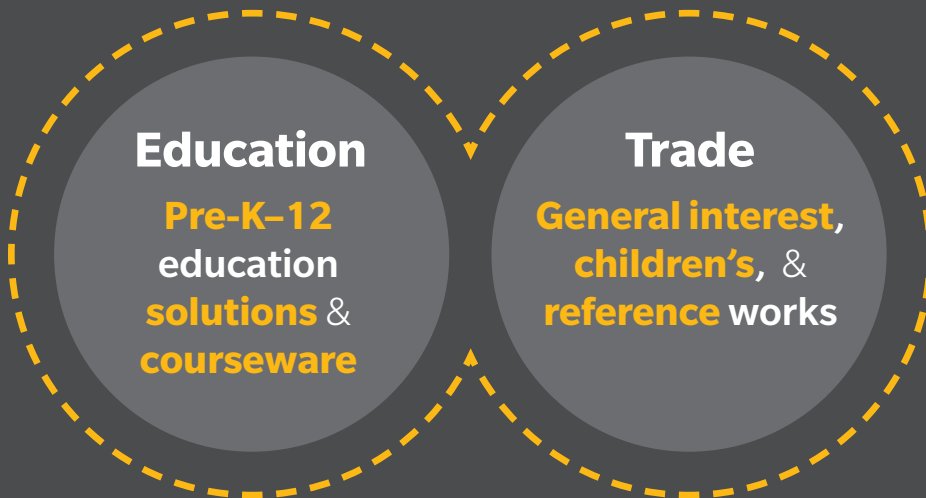 Education
Pre-K–12
education
solutions &
courseware
Trade
General interest,
children’s, &
reference works